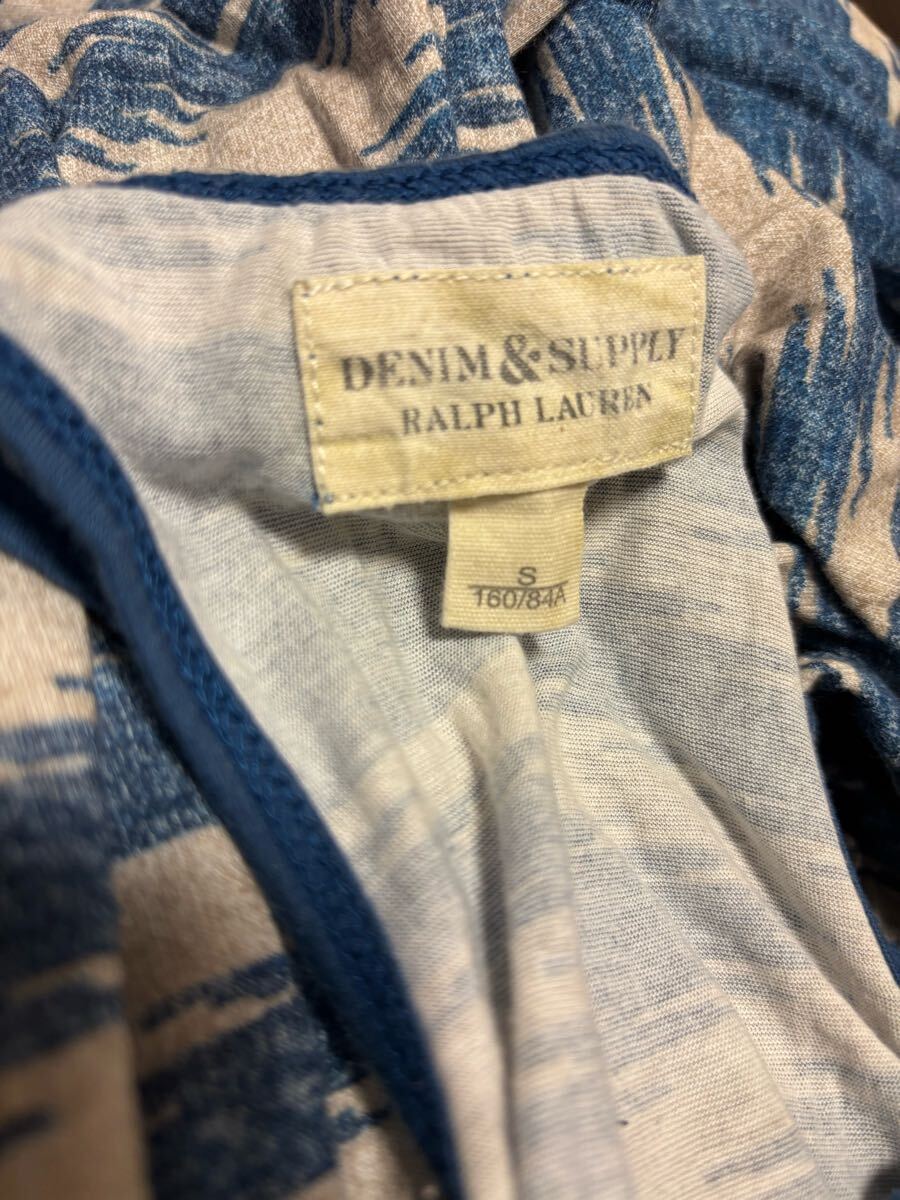 DENIM & SUPPLY
RALPH LAUREN
S
160/84A